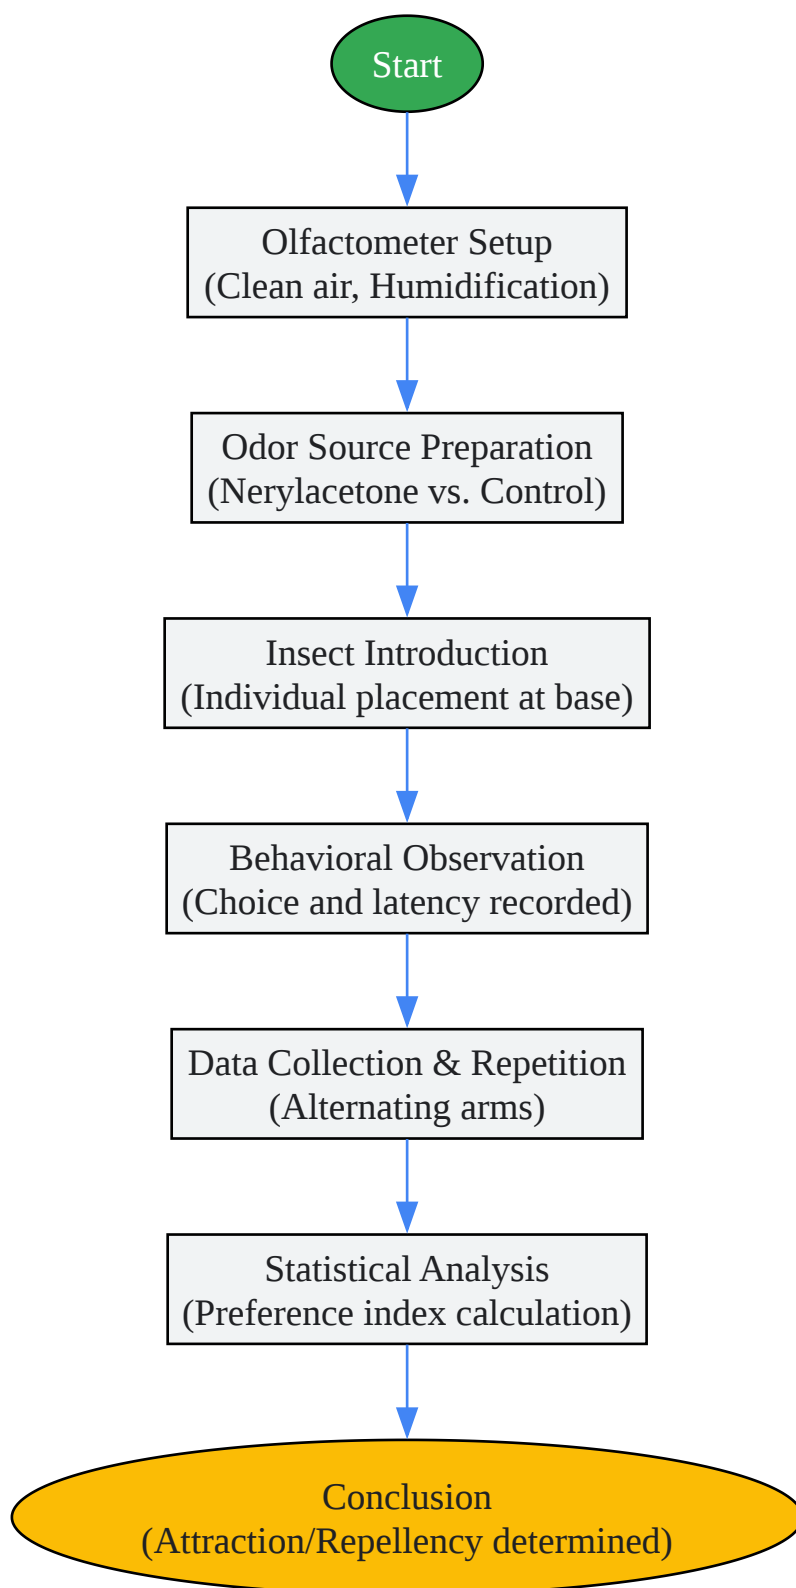 Start
Olfactometer Setup
(Clean air, Humidification)
Odor Source Preparation
(Nerylacetone vs. Control)
Insect Introduction
(Individual placement at base)
Behavioral Observation
(Choice and latency recorded)
Data Collection & Repetition
(Alternating arms)
Statistical Analysis
(Preference index calculation)
Conclusion
(Attraction/Repellency determined)